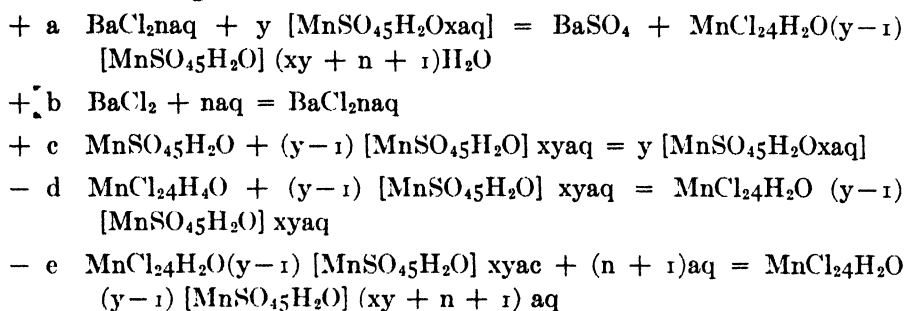 + a BaCl₂naq + y [MnSO₄5H₂Oxaq] = BaSO₄ + MnCl₂4H₂O(y−1)
[MnSO₄5H₂O] (xy + n + 1)H₂O
+ b BaCl₂ + naq = BaCl₂naq
+ c MnSO₄5H₂O + (y−1) [MnSO₄5H₂O] xyaq = y [MnSO₄5H₂Oxaq]
− d MnCl₂4H₄O + (y−1) [MnSO₄5H₂O] xyaq = MnCl₂4H₂O (y−1)
[MnSO₄5H₂O] xyaq
− e MnCl₂4H₂O(y−1) [MnSO₄5H₂O] xyac + (n + 1)aq = MnCl₂4H₂O
(y−1) [MnSO₄5H₂O] (xy + n + 1) aq